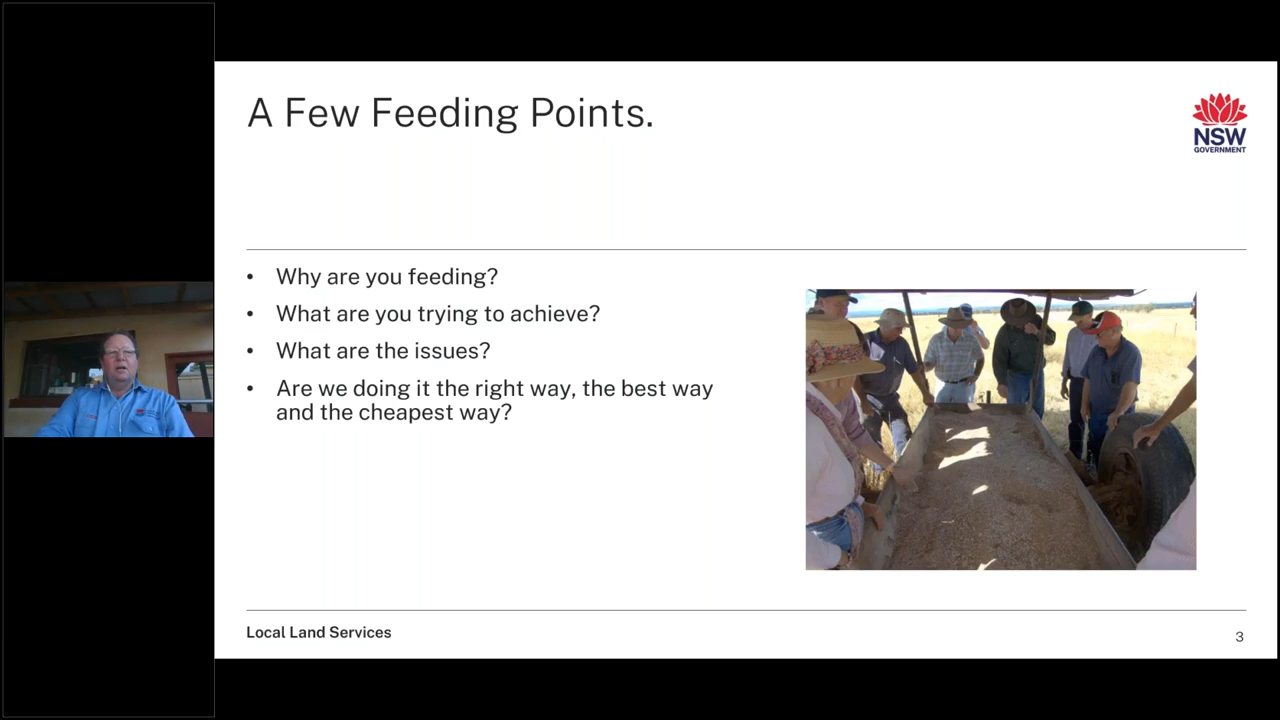 A Few Feeding Points.
NSW
GOVERNMENT
• Why are you feeding?
• What are you trying to achieve?
• What are the issues?
• Are we doing it the right way, the best way
and the cheapest way?
Local Land Services
3